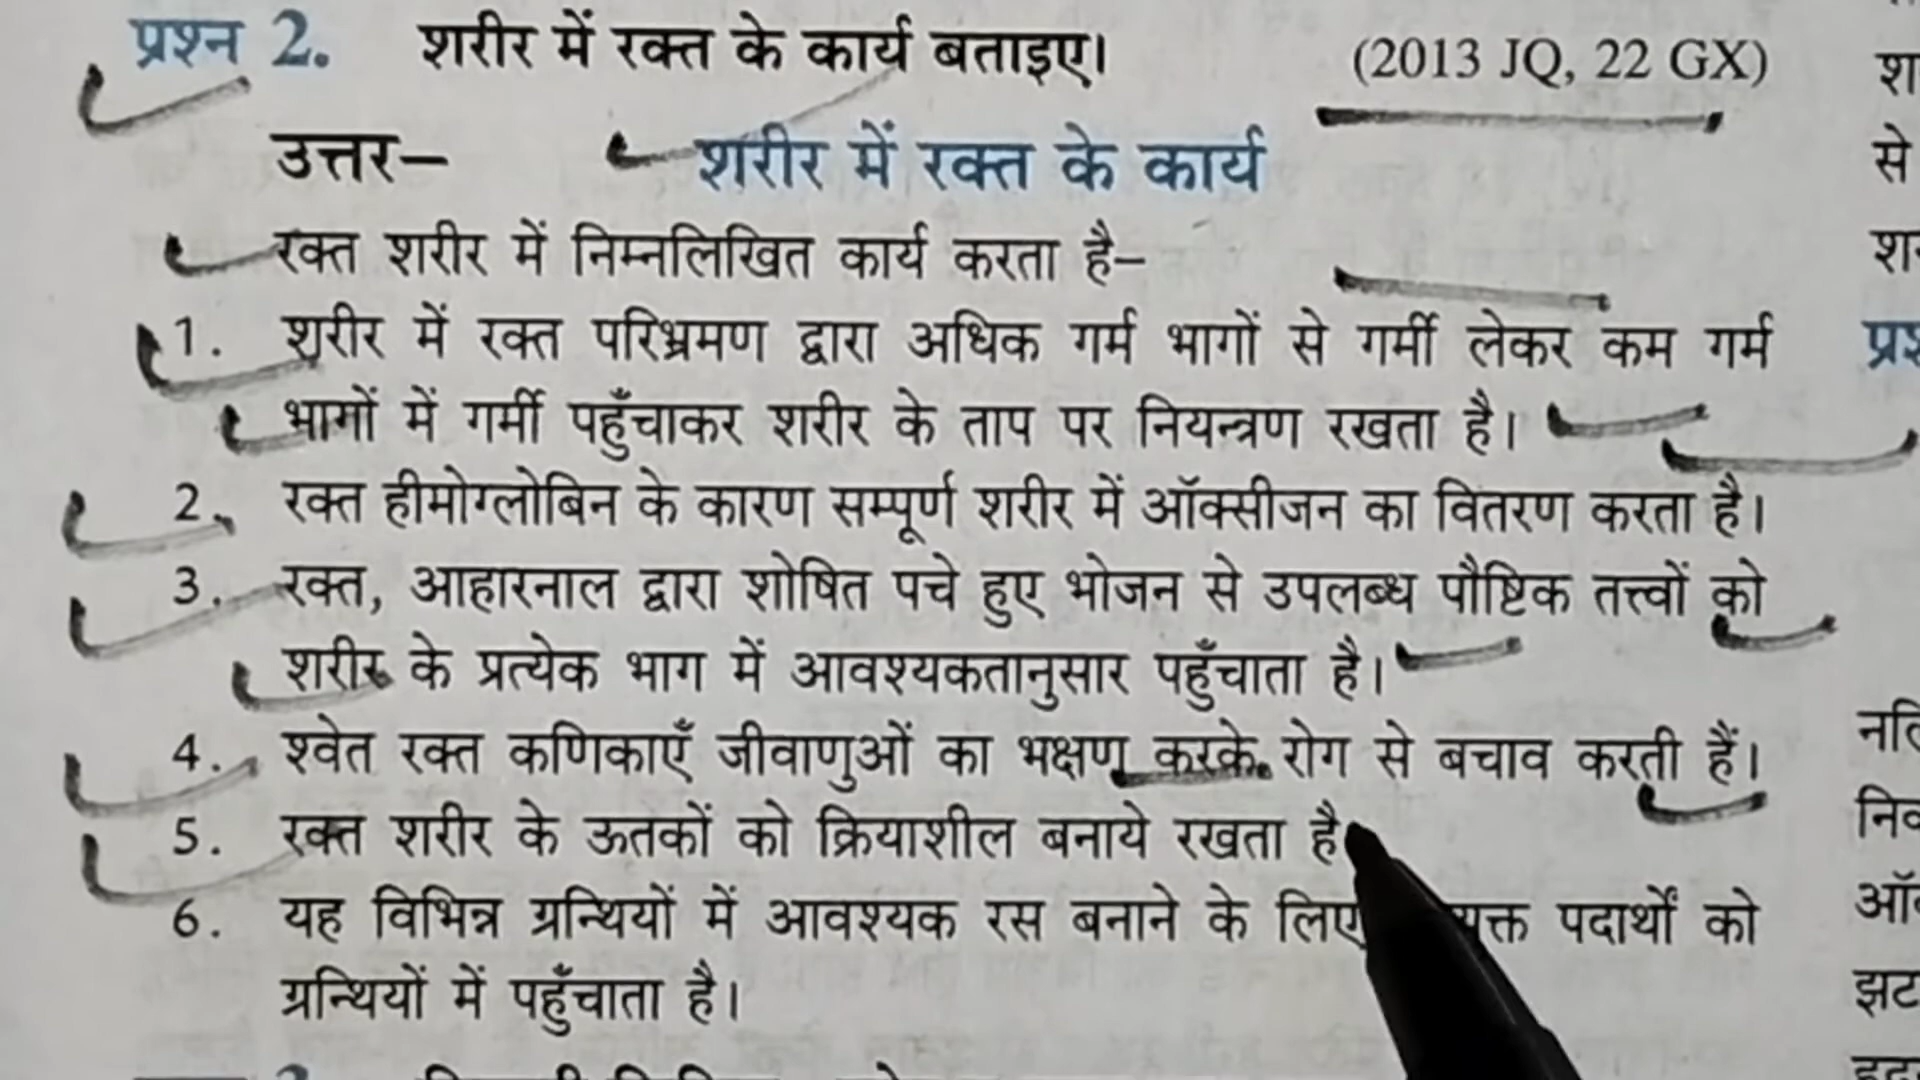 प्रश्न 2. शरीर में रक्त के कार्य बताइए। (2013 JQ, 22 GX)
उत्तर– शरीर में रक्त के कार्य
रक्त शरीर में निम्नलिखित कार्य करता है–
1. शरीर में रक्त परिभ्रमण द्वारा अधिक गर्म भागों से गर्मी लेकर कम गर्म
भागों में गर्मी पहुँचाकर शरीर के ताप पर नियन्त्रण रखता है।
2. रक्त हीमोग्लोबिन के कारण सम्पूर्ण शरीर में ऑक्सीजन का वितरण करता है।
3. रक्त, आहारनाल द्वारा शोषित पचे हुए भोजन से उपलब्ध पौष्टिक तत्त्वों को
शरीर के प्रत्येक भाग में आवश्यकतानुसार पहुँचाता है।
4. श्वेत रक्त कणिकाएँ जीवाणुओं का भक्षण करके रोग से बचाव करती हैं।
5. रक्त शरीर के ऊतकों को क्रियाशील बनाये रखता है
6. यह विभिन्न ग्रन्थियों में आवश्यक रस बनाने के लिए पदार्थों को
ग्रन्थियों में पहुँचाता है।
से